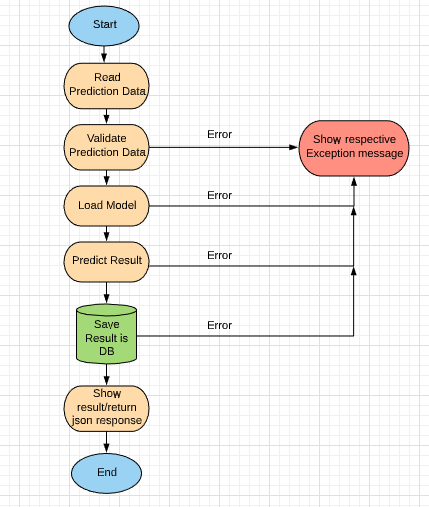 Start
Read
Prediction Data
Validate
Prediction Data
Error
Show respective
Exception message
Load Model
Error
Predict Result
Error
Save
Result is
DB
Error
Show
result/return
json response
End